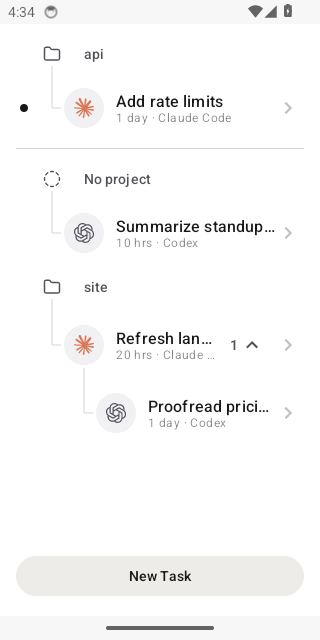 4:34
api
Add rate limits
1 day · Claude Code
No project
Summarize standup…
10 hrs · Codex
site
Refresh lan…
20 hrs · Claude …
1
Proofread prici…
1 day · Codex
New Task